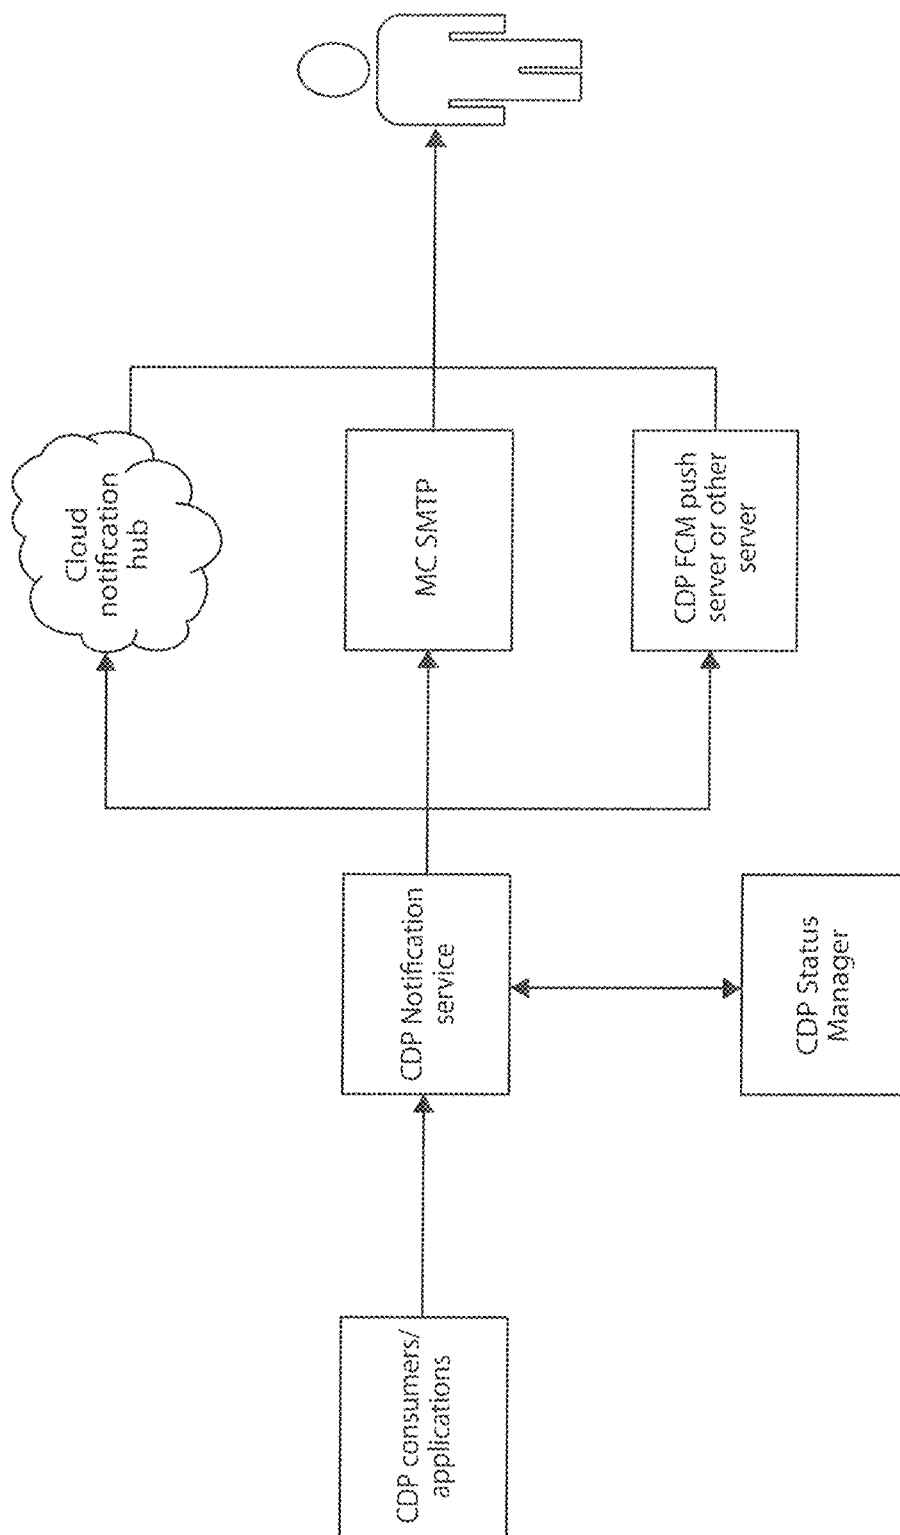 CDP consumers/
applications
CDP Notification
service
CDP Status
Manager
Cloud
notification
hub
MC SMTP
CDP FCM push
server or other
server